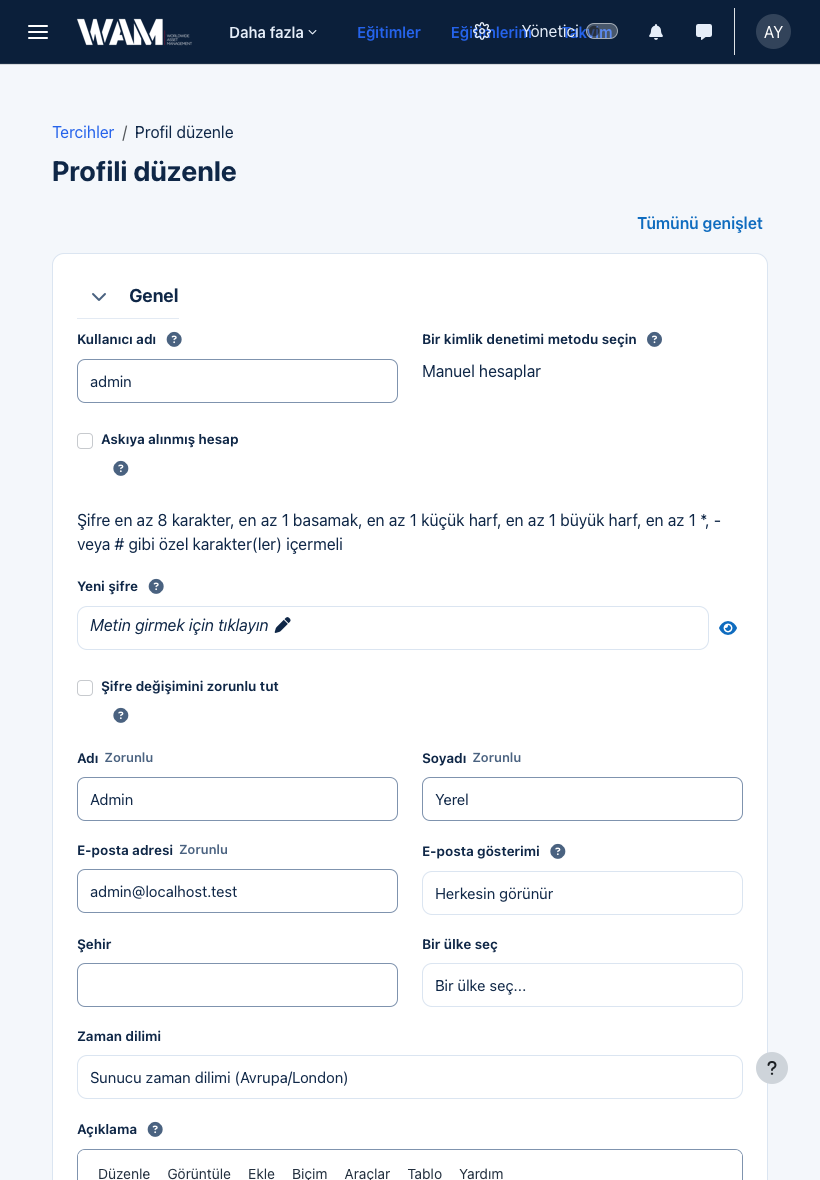 WAM WORLDWIDE ASSET MANAGEMENT
Daha fazla Eğitimler Yönetici AY
Tercihler / Profil düzenle
Profili düzenle
Tümünü genişlet
Genel
Kullanıcı adı ?
admin
Bir kimlik denetimi metodu seçin ?
Manuel hesaplar
Askıya alınmış hesap
?
Şifre en az 8 karakter, en az 1 basamak, en az 1 küçük harf, en az 1 büyük harf, en az 1 *, -
veya # gibi özel karakter(ler) içermeli
Yeni şifre ?
Metin girmek için tıklayın
Şifre değişimini zorunlu tut
?
Adı Zorunlu
Admin
Soyadı Zorunlu
Yerel
E-posta adresi Zorunlu
admin@localhost.test
E-posta gösterimi ?
Herkesin görünür
Şehir
Bir ülke seç
Bir ülke seç...
Zaman dilimi
Sunucu zaman dilimi (Avrupa/London)
?
Açıklama ?
Düzenle Görüntüle Ekle Biçim Araçlar Tablo Yardım